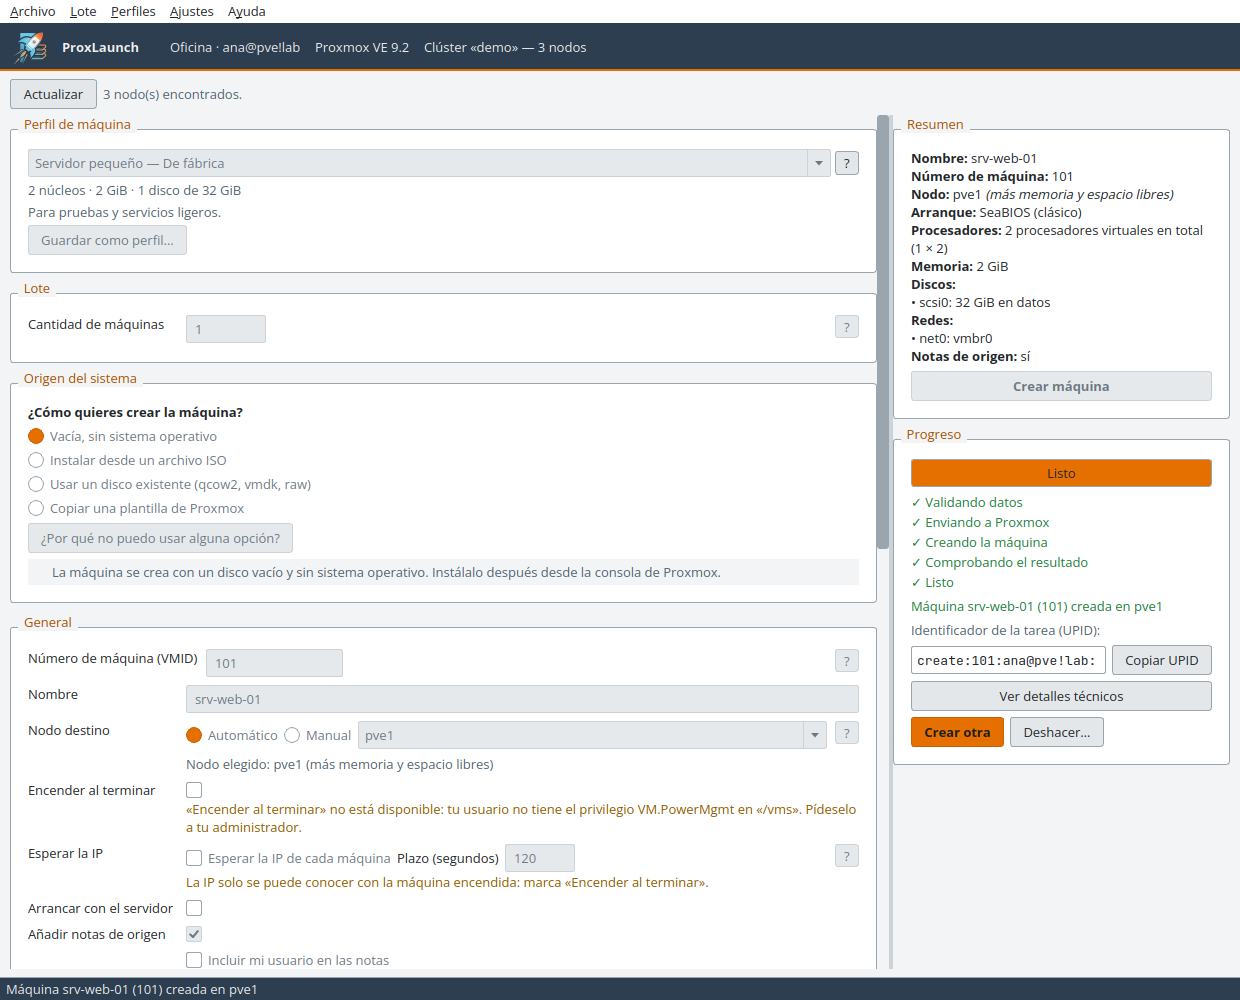 Archivo Lote Perfiles Ajustes Ayuda
ProxLaunch Oficina · ana@pve!lab Proxmox VE 9.2 Clúster «demo» — 3 nodos
Actualizar 3 nodo(s) encontrados.
Perfil de máquina
Servidor pequeño — De fábrica ?
2 núcleos · 2 GiB · 1 disco de 32 GiB
Para pruebas y servicios ligeros.
Guardar como perfil...
Lote
Cantidad de máquinas 1 ?
Origen del sistema
¿Cómo quieres crear la máquina?
Vacía, sin sistema operativo
Instalar desde un archivo ISO
Usar un disco existente (qcow2, vmdk, raw)
Copiar una plantilla de Proxmox
¿Por qué no puedo usar alguna opción?
La máquina se crea con un disco vacío y sin sistema operativo. Instálalo después desde la consola de Proxmox.
General
Número de máquina (VMID) 101 ?
Nombre srv-web-01
Nodo destino Automático Manual pve1 ?
Nodo elegido: pve1 (más memoria y espacio libres)
Encender al terminar
«Encender al terminar» no está disponible: tu usuario no tiene el privilegio VM.PowerMgmt en «/vms». Pídeselo
a tu administrador.
Esperar la IP Esperar la IP de cada máquina Plazo (segundos) 120 ?
La IP solo se puede conocer con la máquina encendida: marca «Encender al terminar».
Arrancar con el servidor
Añadir notas de origen
Incluir mi usuario en las notas
Resumen
Nombre: srv-web-01
Número de máquina: 101
Nodo: pve1 (más memoria y espacio libres)
Arranque: SeaBIOS (clásico)
Procesadores: 2 procesadores virtuales en total
(1 × 2)
Memoria: 2 GiB
Discos:
• scsi0: 32 GiB en datos
Redes:
• net0: vmbr0
Notas de origen: sí
Crear máquina
Progreso
Listo
✓ Validando datos
✓ Enviando a Proxmox
✓ Creando la máquina
✓ Comprobando el resultado
✓ Listo
Máquina srv-web-01 (101) creada en pve1
Identificador de la tarea (UPID):
create:101:ana@pve!lab: Copiar UPID
Ver detalles técnicos
Crear otra Deshacer...
Máquina srv-web-01 (101) creada en pve1